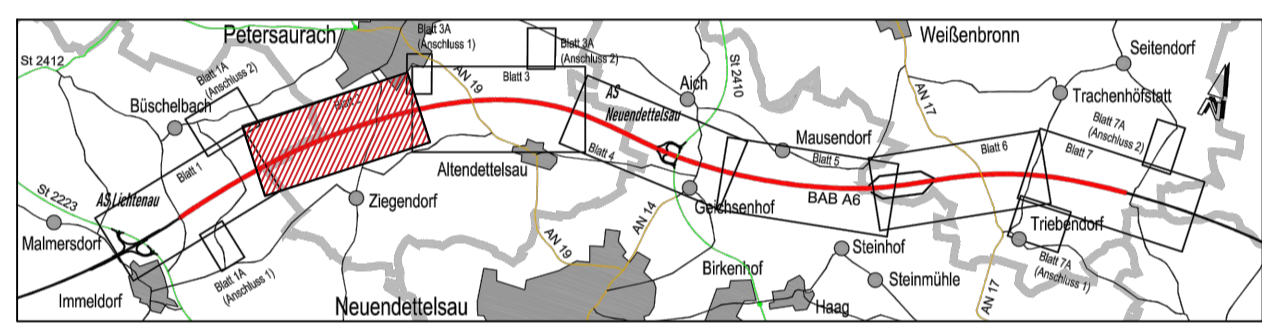 Petersaurach
Blatt 3A
(Anschluss 1)
Blatt 3A
(Anschluss 2)
Weißenbronn
Seitendorf
St 2412
Blatt 1A
(Anschluss 2)
Blatt 3
AN 19
Aich
St 2410
Büschelbach
Blatt 2
AS
Neuendettelsau
AN 17
Trachenhöfstatt
Blatt 7A
(Anschluss 2)
Mausendorf
Blatt 1
Blatt 4
Blatt 5
Blatt 6
Blatt 7
Altendettelsau
St 2223
AS Lichtenau
Ziegendorf
Geichsenhof
BAB A6
Malmersdorf
AN 14
Triebendorf
AN 19
Steinhof
Blatt 7A
(Anschluss 1)
Immeldorf
Blatt 1A
(Anschluss 1)
Birkenhof
Steinmühle
Neuendettelsau
Haag
AN 17